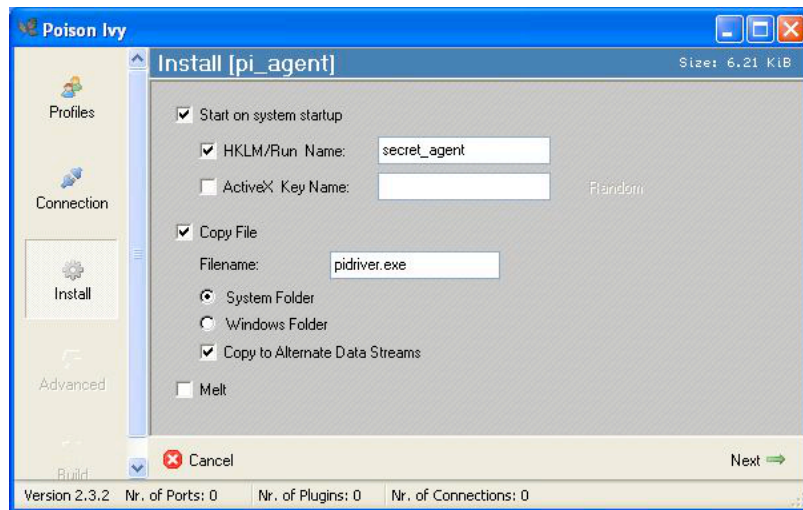 Poison Ivy
Install [pi_agent]
Size: 6.21 KiB
Profiles
Connection
Install
Advanced
Build
Start on system startup
HKLM/Run Name: secret_agent
ActiveX Key Name: Random
Copy File
Filename: pidriver.exe
System Folder
Windows Folder
Copy to Alternate Data Streams
Melt
Cancel
Next
Version 2.3.2 Nr. of Ports: 0 Nr. of Plugins: 0 Nr. of Connections: 0